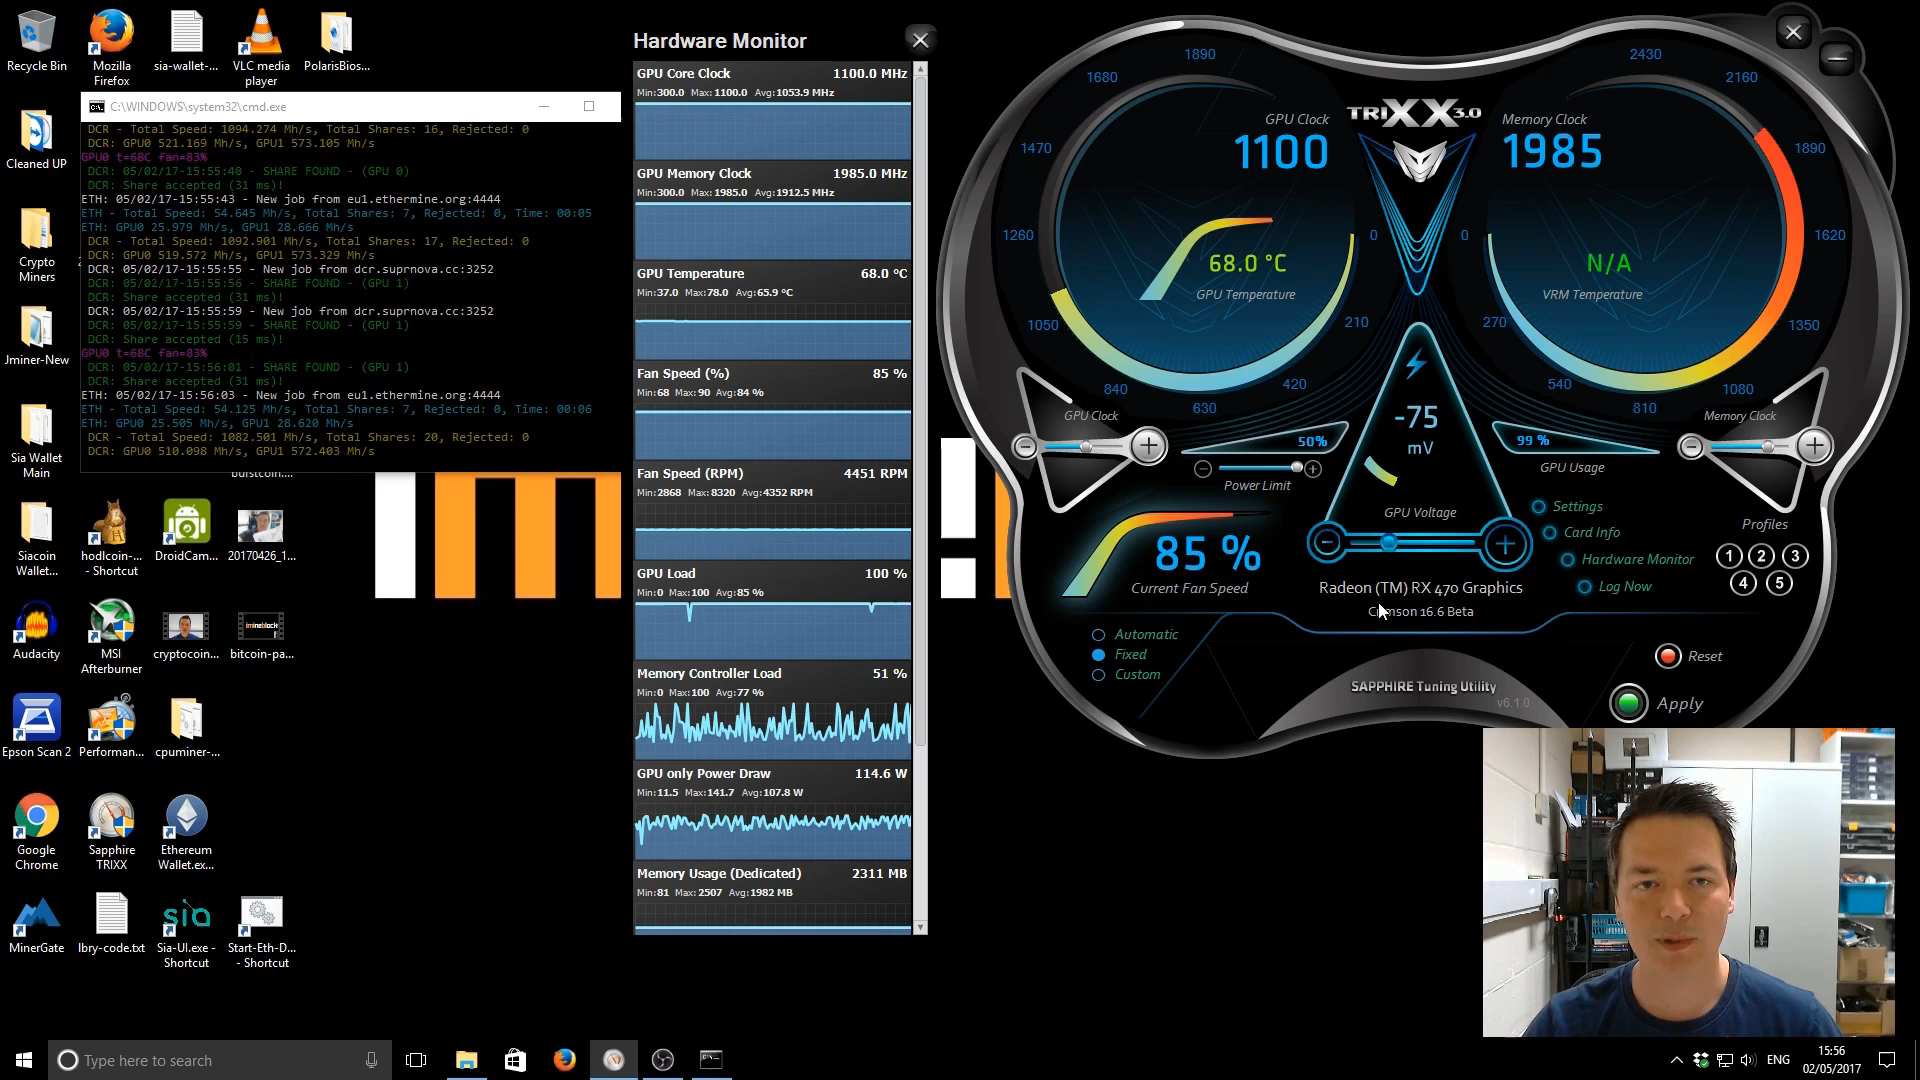 Recycle Bin
Mozilla Firefox
sia-wallet-...
VLC media player
PolarisBios...
Cleaned UP
Crypto Miners
Jminer-New
Sia Wallet Main
burstcoin....
Siacoin Wallet...
hodlcoin-... - Shortcut
DroidCam...
20170426_1...
Audacity
MSI Afterburner
cryptocoin...
bitcoin-pa...
Epson Scan 2
Performan...
cpuminer-...
Google Chrome
Sapphire TRIXX
Ethereum Wallet.ex...
MinerGate
lbry-code.txt
sia
Sia-UI.exe - Shortcut
Start-Eth-D... - Shortcut
C:\WINDOWS\system32\cmd.exe
DCR - Total Speed: 1094.274 Mh/s, Total Shares: 16, Rejected: 0
DCR: GPU0 521.169 Mh/s, GPU1 573.105 Mh/s
GPU0 t=68C fan=83%
DCR: 05/02/17-15:55:40 - SHARE FOUND - (GPU 0)
DCR: Share accepted (31 ms)!
ETH: 05/02/17-15:55:43 - New job from eu1.ethermine.org:4444
ETH - Total Speed: 54.645 Mh/s, Total Shares: 7, Rejected: 0, Time: 00:05
ETH: GPU0 25.979 Mh/s, GPU1 28.666 Mh/s
DCR - Total Speed: 1092.901 Mh/s, Total Shares: 17, Rejected: 0
DCR: GPU0 519.572 Mh/s, GPU1 573.329 Mh/s
DCR: 05/02/17-15:55:55 - New job from dcr.suprnova.cc:3252
DCR: 05/02/17-15:55:56 - SHARE FOUND - (GPU 1)
DCR: Share accepted (31 ms)!
DCR: 05/02/17-15:55:59 - New job from dcr.suprnova.cc:3252
DCR: 05/02/17-15:55:59 - SHARE FOUND - (GPU 1)
DCR: Share accepted (15 ms)!
GPU0 t=68C fan=83%
DCR: 05/02/17-15:56:01 - SHARE FOUND - (GPU 1)
DCR: Share accepted (31 ms)!
ETH: 05/02/17-15:56:03 - New job from eu1.ethermine.org:4444
ETH - Total Speed: 54.125 Mh/s, Total Shares: 7, Rejected: 0, Time: 00:06
ETH: GPU0 25.505 Mh/s, GPU1 28.620 Mh/s
DCR - Total Speed: 1082.501 Mh/s, Total Shares: 20, Rejected: 0
DCR: GPU0 510.098 Mh/s, GPU1 572.403 Mh/s
Hardware Monitor
GPU Core Clock 1100.0 MHz
Min:300.0 Max:1100.0 Avg:1053.9 MHz
GPU Memory Clock 1985.0 MHz
Min:300.0 Max:1985.0 Avg:1912.5 MHz
GPU Temperature 68.0 °C
Min:37.0 Max:78.0 Avg:65.9 °C
Fan Speed (%) 85 %
Min:68 Max:90 Avg:84 %
Fan Speed (RPM) 4451 RPM
Min:2868 Max:8320 Avg:4352 RPM
GPU Load 100 %
Min:0 Max:100 Avg:85 %
Memory Controller Load 51 %
Min:0 Max:100 Avg:77 %
GPU only Power Draw 114.6 W
Min:11.5 Max:141.7 Avg:107.8 W
Memory Usage (Dedicated) 2311 MB
Min:81 Max:2507 Avg:1982 MB
TRIXX 3.0
GPU Clock
1100
0
210
420
630
840
1050
1260
1470
1680
1890
68.0 °C
GPU Temperature
Memory Clock
1985
0
270
540
810
1080
1350
1620
1890
2160
2430
N/A
VRM Temperature
GPU Clock
50%
Power Limit
-75
mV
GPU Voltage
99 %
GPU Usage
Memory Clock
85 %
Current Fan Speed
Automatic
Fixed
Custom
Radeon (TM) RX 470 Graphics
16.6 Beta
Settings
Card Info
Hardware Monitor
Log Now
Profiles
1 2 3
4 5
Reset
Apply
SAPPHIRE Tuning Utility
v6.1.0
Type here to search
ENG
15:56
02/05/2017